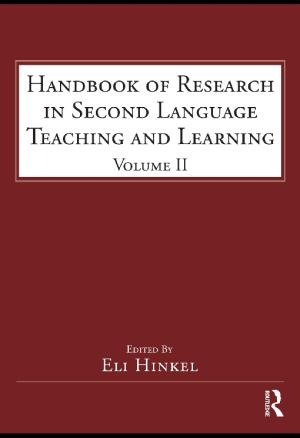 HANDBOOK OF RESEARCH
IN SECOND LANGUAGE
TEACHING AND LEARNING
VOLUME II
EDITED BY
ELI HINKEL
ROUTLEDGE